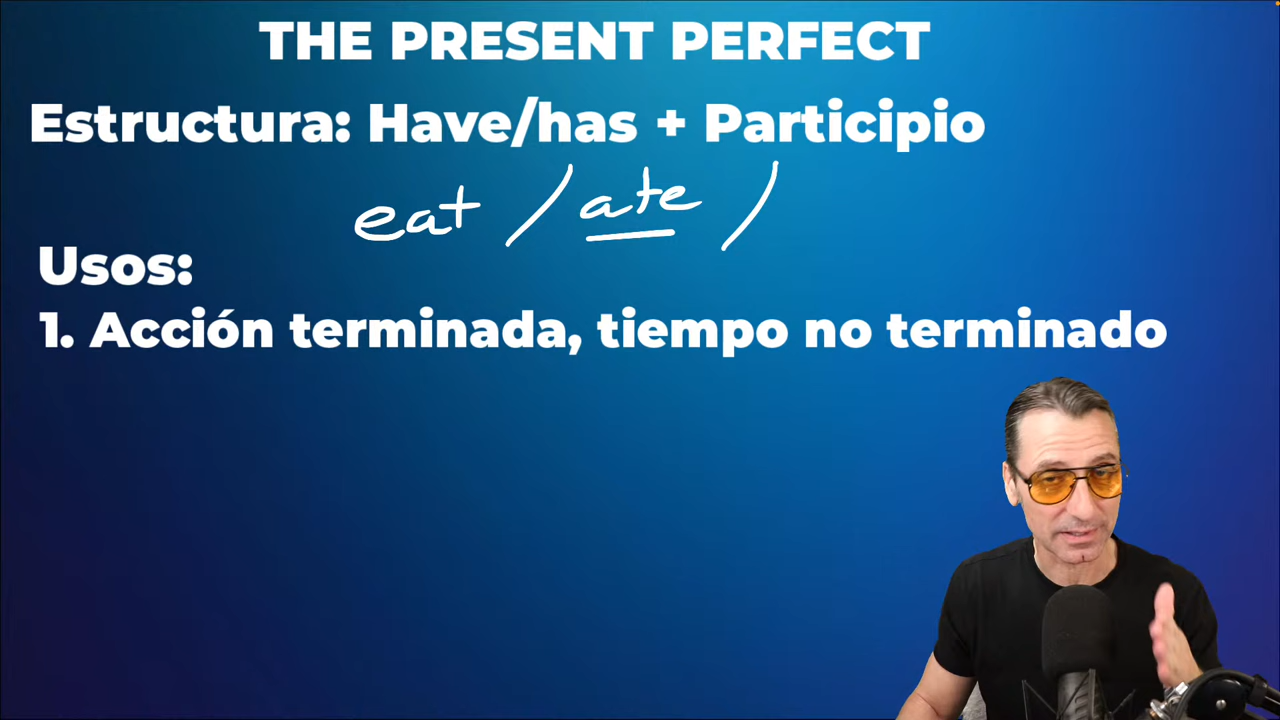 THE PRESENT PERFECT
Estructura: Have/has + Participio
eat / ate /
Usos:
1. Acción terminada, tiempo no terminado